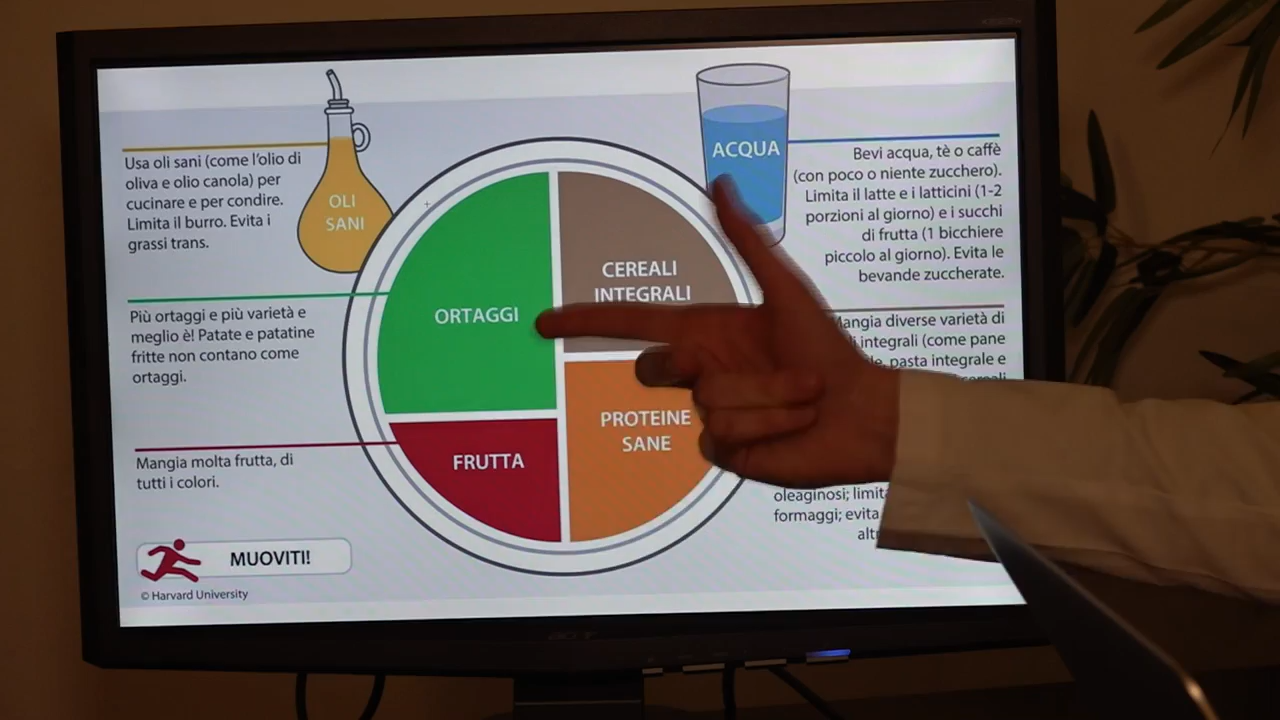 Usa oli sani (come l'olio di
oliva e olio canola) per
cucinare e per condire.
Limita il burro. Evita i
grassi trans.
OLI
SANI
ACQUA
Bevi acqua, tè o caffè
(con poco o niente zucchero).
Limita il latte e i latticini (1-2
porzioni al giorno) e i succhi
di frutta (1 bicchiere
piccolo al giorno). Evita le
bevande zuccherate.
Più ortaggi e più varietà e
meglio è! Patate e patatine
fritte non contano come
ortaggi.
ORTAGGI
CEREALI
INTEGRALI
Mangia diverse varietà di
integrali (come pane
pasta integrale e
Mangia molta frutta, di
tutti i colori.
FRUTTA
PROTEINE
SANE
oleaginosi;
formaggi; evita
MUOVITI!
© Harvard University
acer